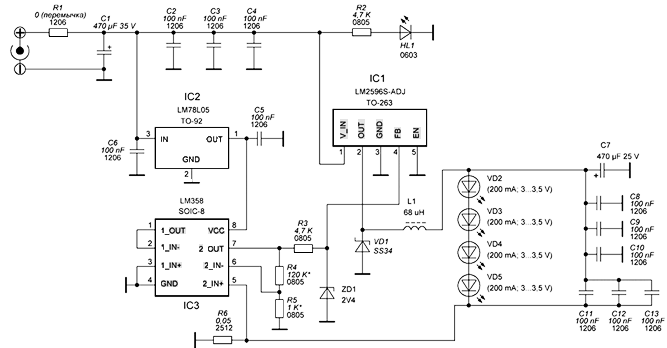 R1
0 (перемычка)
1206
C1
470 µF 35 V
+
C2
100 nF
1206
C3
100 nF
1206
C4
100 nF
1206
R2
4,7 K
0805
HL1
0603
IC1
LM2596S-ADJ
TO-263
V_IN
OUT
GND
FB
EN
1
2
3
4
5
IC2
LM78L05
TO-92
3
IN
OUT
1
GND
2
C5
100 nF
1206
C6
100 nF
1206
LM358
SOIC-8
1
1_OUT
VCC
8
2
1_IN-
2_OUT
7
3
1_IN+
2_IN-
6
4
GND
2_IN+
5
IC3
R3
4,7 K
0805
R4
120 K*
0805
R5
1 K*
0805
ZD1
2V4
VD1
SS34
L1
68 uH
R6
0,05
2512
VD2
(200 mA; 3...3.5 V)
VD3
(200 mA; 3...3.5 V)
VD4
(200 mA; 3...3.5 V)
VD5
(200 mA; 3...3.5 V)
C7
+
470 µF 25 V
C8
100 nF
1206
C9
100 nF
1206
C10
100 nF
1206
C11
100 nF
1206
C12
100 nF
1206
C13
100 nF
1206